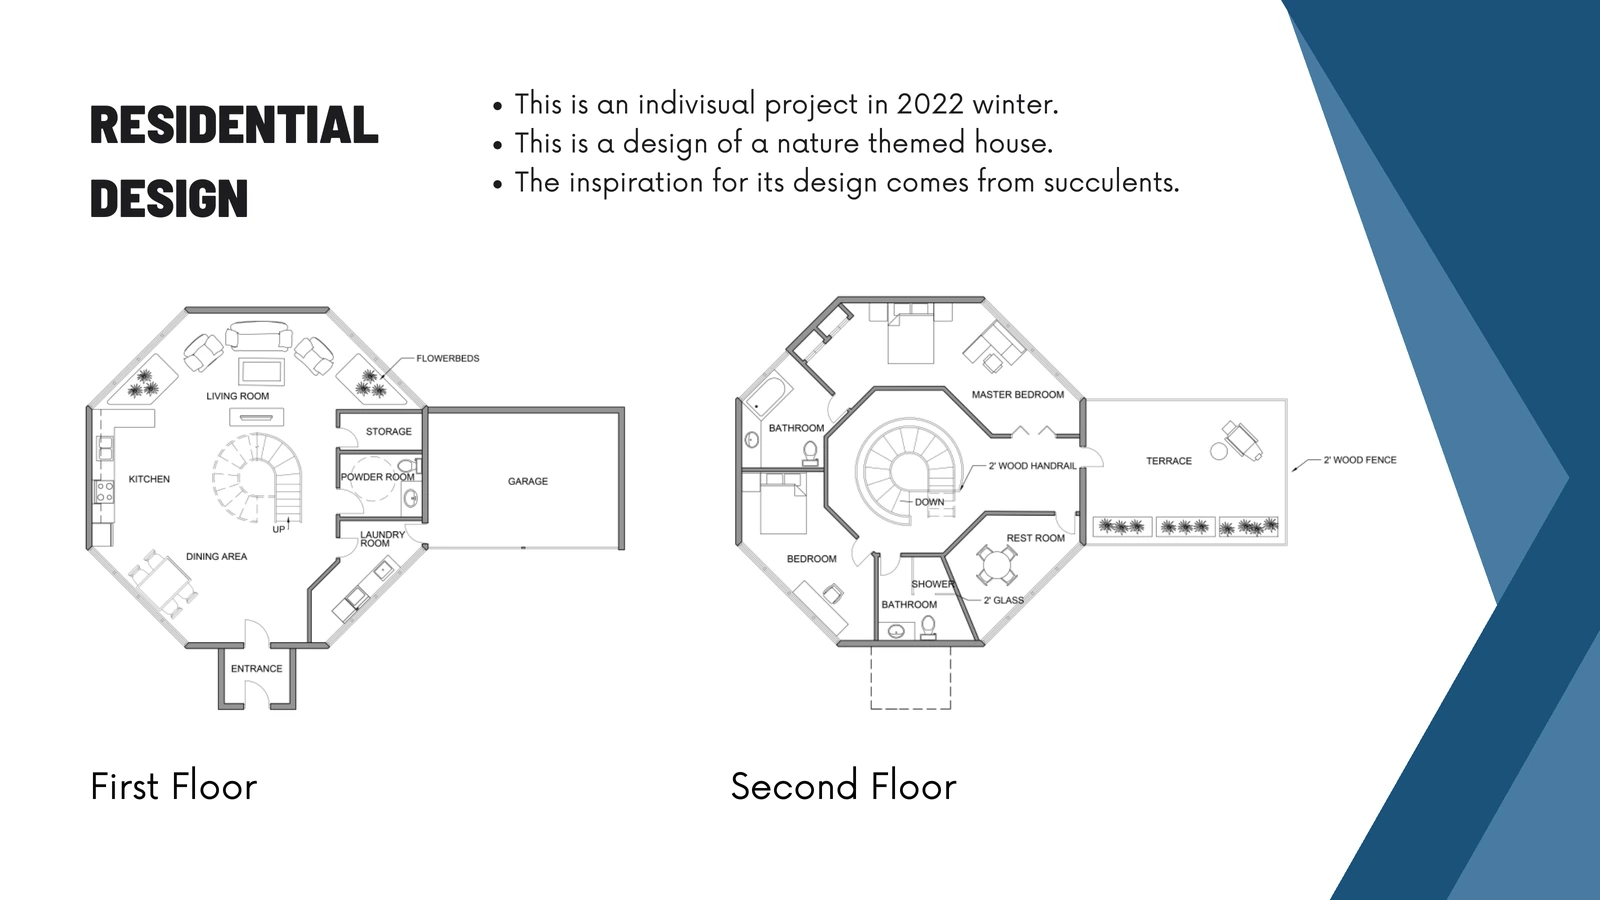 RESIDENTIAL
DESIGN
• This is an indivisual project in 2022 winter.
• This is a design of a nature themed house.
• The inspiration for its design comes from succulents.
FLOWERBEDS
LIVING ROOM
STORAGE
KITCHEN
POWDER ROOM
GARAGE
UP
LAUNDRY
ROOM
DINING AREA
ENTRANCE
First Floor
MASTER BEDROOM
BATHROOM
2' WOOD HANDRAIL
TERRACE
2' WOOD FENCE
DOWN
REST ROOM
BEDROOM
SHOWER
2' GLASS
BATHROOM
Second Floor